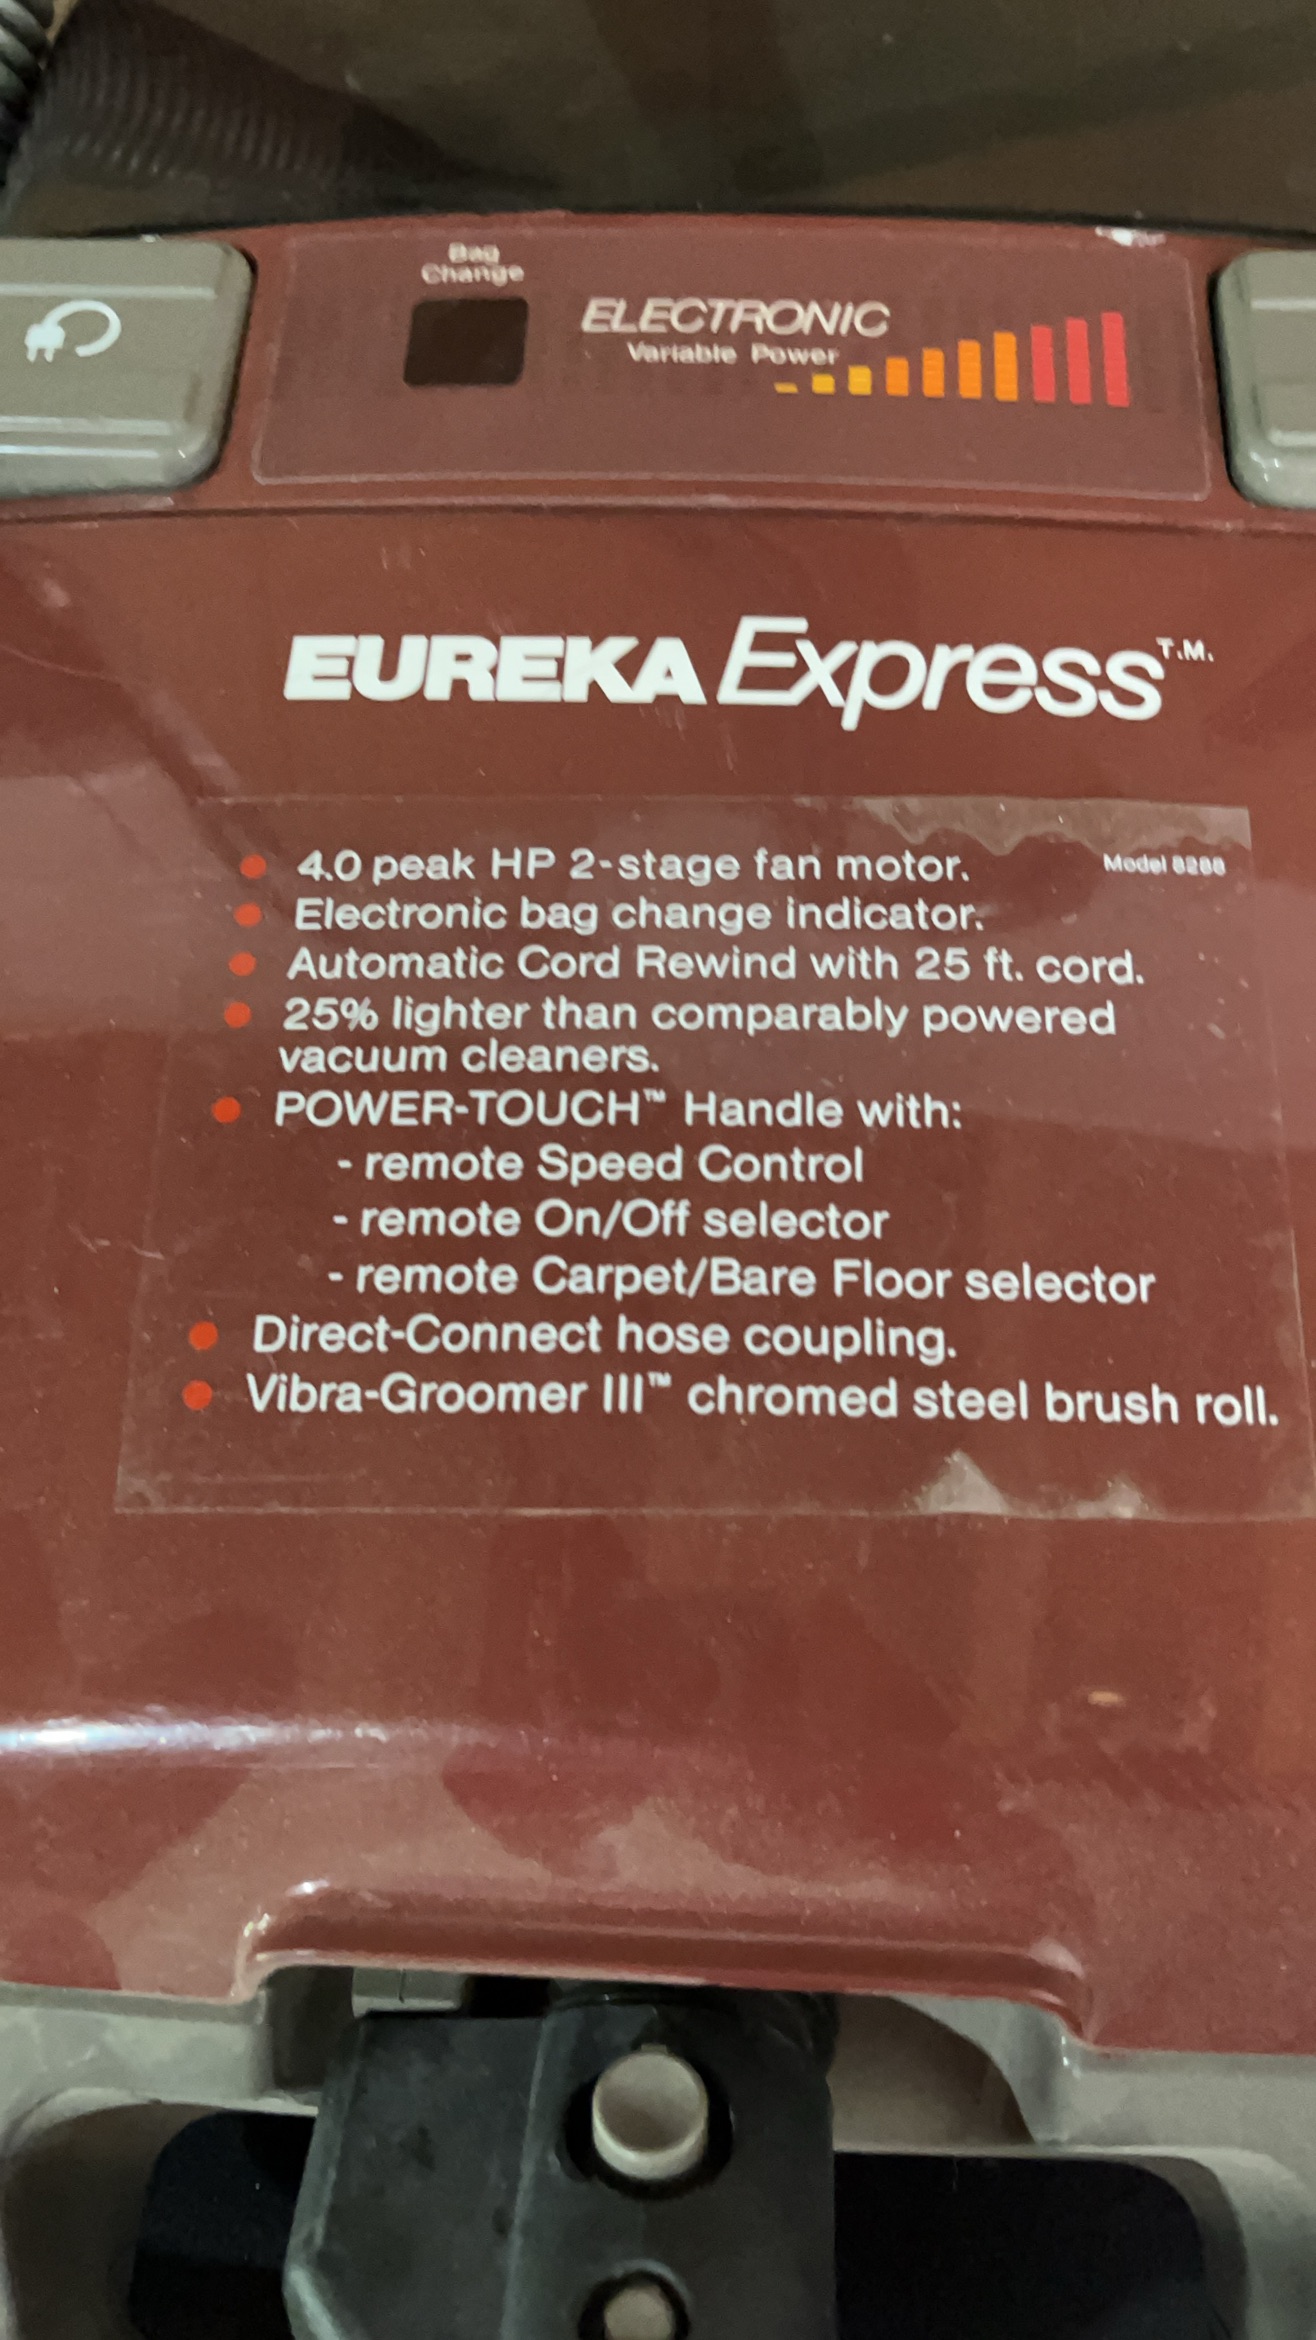 Bag
Change
ELECTRONIC
Variable Power
EUREKA Express T.M.
• 4.0 peak HP 2-stage fan motor.
Model 8288
• Electronic bag change indicator.
• Automatic Cord Rewind with 25 ft. cord.
• 25% lighter than comparably powered
vacuum cleaners.
• POWER-TOUCH™ Handle with:
- remote Speed Control
- remote On/Off selector
- remote Carpet/Bare Floor selector
• Direct-Connect hose coupling.
• Vibra-Groomer III™ chromed steel brush roll.